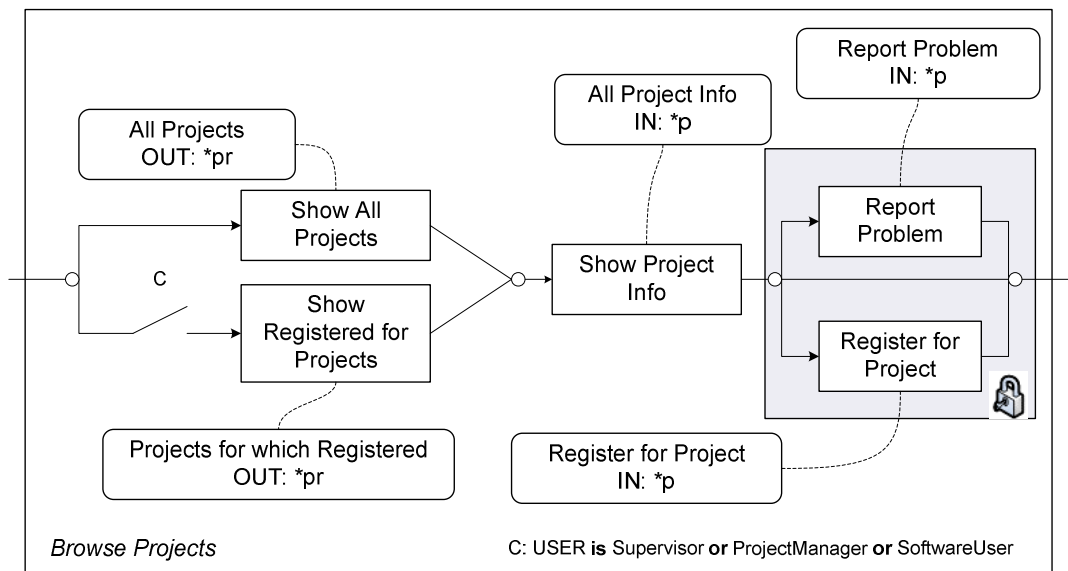 Report Problem
IN: *p
All Project Info
IN: *p
All Projects
OUT: *pr
Show All
Projects
Report
Problem
C
Show Project
Info
Show
Registered for
Projects
Register for
Project
Projects for which Registered
OUT: *pr
Register for Project
IN: *p
Browse Projects
C: USER is Supervisor or ProjectManager or SoftwareUser